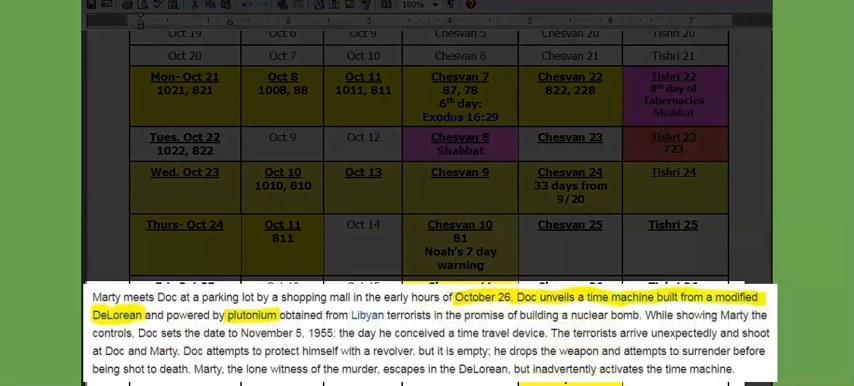 100%
1 2 3 4 5 6 7
Oct 19 Oct 6 Oct 9 Chesvan 5 Chesvan 20 Tishri 20
Oct 20 Oct 7 Oct 10 Chesvan 6 Chesvan 21 Tishri 21
Mon- Oct 21 Oct 8 Oct 11 Chesvan 7 Chesvan 22 Tishri 22
1021, 821 1008, 88 1011, 811 87, 78 822, 228 8th day of
6th day: Tabernacles
Exodus 16:29 Shabbat
Tues. Oct 22 Oct 9 Oct 12 Chesvan 8 Chesvan 23 Tishri 23
1022, 822 Shabbat 723
Wed. Oct 23 Oct 10 Oct 13 Chesvan 9 Chesvan 24 Tishri 24
1010, 810 33 days from
9/20
Thurs- Oct 24 Oct 11 Oct 14 Chesvan 10 Chesvan 25 Tishri 25
811 81
Noah's 7 day
warning
Marty meets Doc at a parking lot by a shopping mall in the early hours of October 26. Doc unveils a time machine built from a modified
DeLorean and powered by plutonium obtained from Libyan terrorists in the promise of building a nuclear bomb. While showing Marty the
controls, Doc sets the date to November 5, 1955: the day he conceived a time travel device. The terrorists arrive unexpectedly and shoot
at Doc and Marty. Doc attempts to protect himself with a revolver, but it is empty; he drops the weapon and attempts to surrender before
being shot to death. Marty, the lone witness of the murder, escapes in the DeLorean, but inadvertently activates the time machine.